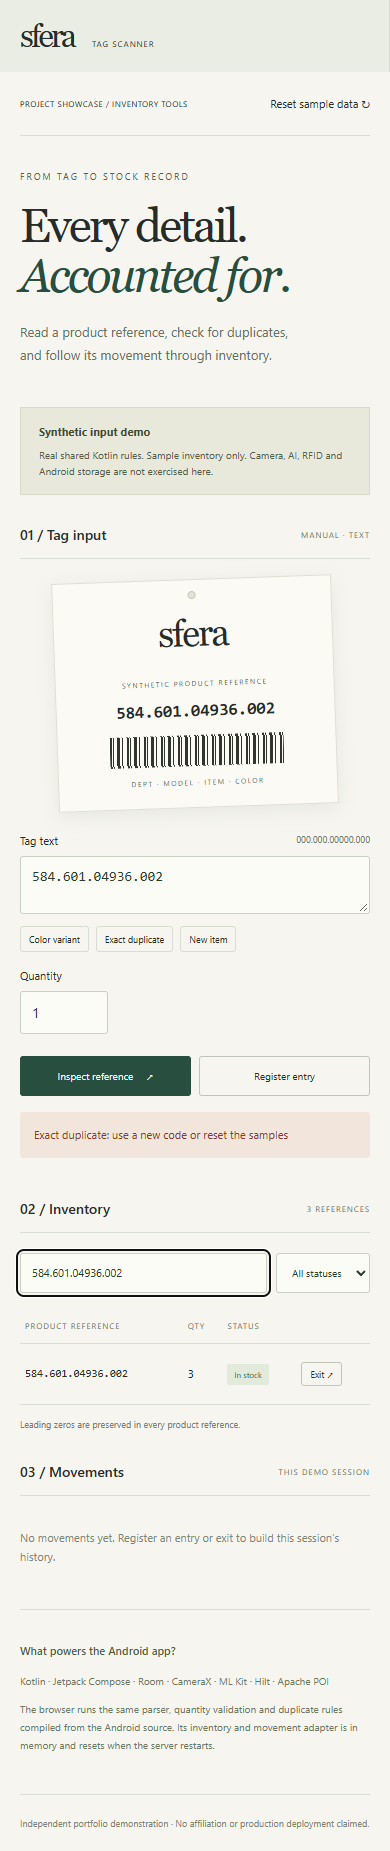 sfera TAG SCANNER
PROJECT SHOWCASE / INVENTORY TOOLS Reset sample data ↻
FROM TAG TO STOCK RECORD
Every detail.
Accounted for.
Read a product reference, check for duplicates,
and follow its movement through inventory.
Synthetic input demo
Real shared Kotlin rules. Sample inventory only. Camera, AI, RFID and
Android storage are not exercised here.
01 / Tag input MANUAL · TEXT
sfera
SYNTHETIC PRODUCT REFERENCE
584.601.04936.002
DEPT · MODEL · ITEM · COLOR
Tag text 000.000.00000.000
584.601.04936.002
Color variant Exact duplicate New item
Quantity
1
Inspect reference ↗ Register entry
Exact duplicate: use a new code or reset the samples
02 / Inventory 3 REFERENCES
584.601.04936.002 All statuses
PRODUCT REFERENCE QTY STATUS
584.601.04936.002 3 In stock Exit ↗
Leading zeros are preserved in every product reference.
03 / Movements THIS DEMO SESSION
No movements yet. Register an entry or exit to build this session's
history.
What powers the Android app?
Kotlin · Jetpack Compose · Room · CameraX · ML Kit · Hilt · Apache POI
The browser runs the same parser, quantity validation and duplicate rules
compiled from the Android source. Its inventory and movement adapter is in
memory and resets when the server restarts.
Independent portfolio demonstration · No affiliation or production deployment claimed.